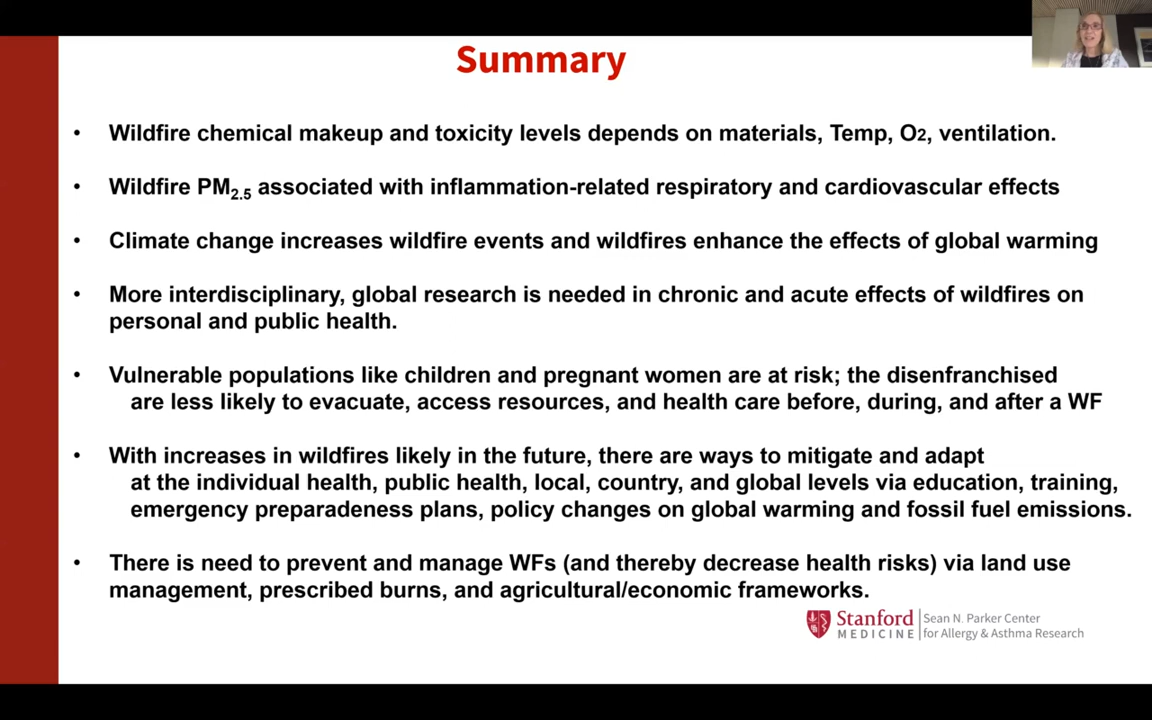 Summary
• Wildfire chemical makeup and toxicity levels depends on materials, Temp, O2, ventilation.
• Wildfire PM2.5 associated with inflammation-related respiratory and cardiovascular effects
• Climate change increases wildfire events and wildfires enhance the effects of global warming
• More interdisciplinary, global research is needed in chronic and acute effects of wildfires on
personal and public health.
• Vulnerable populations like children and pregnant women are at risk; the disenfranchised
are less likely to evacuate, access resources, and health care before, during, and after a WF
• With increases in wildfires likely in the future, there are ways to mitigate and adapt
at the individual health, public health, local, country, and global levels via education, training,
emergency preparadeness plans, policy changes on global warming and fossil fuel emissions.
• There is need to prevent and manage WFs (and thereby decrease health risks) via land use
management, prescribed burns, and agricultural/economic frameworks.
Stanford
MEDICINE
Sean N. Parker Center
for Allergy & Asthma Research